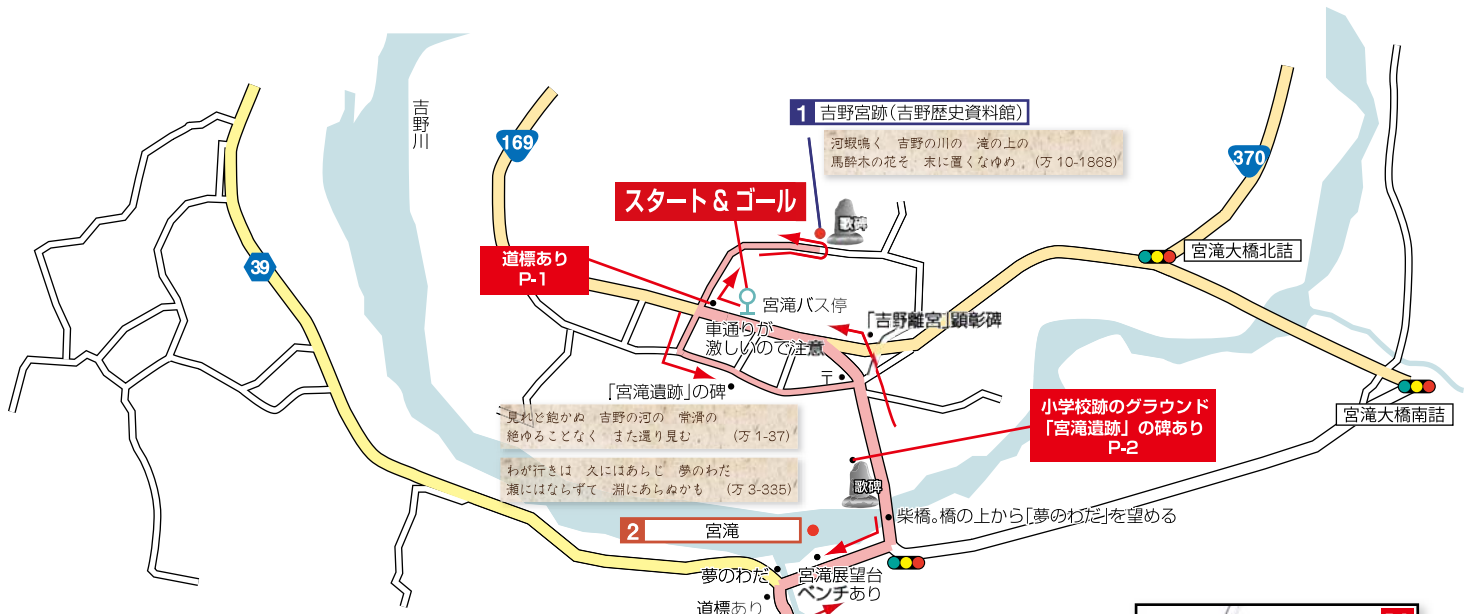 吉野川
169
1 吉野宮跡(吉野歴史資料館)
河蝦鳴く 吉野の川の 滝の上の
馬酔木の花そ 末に置くなゆめ (万10-1868)
370
スタート & ゴール
歌碑
宮滝大橋北詰
道標あり
P-1
39
宮滝バス停
「吉野離宮」顕彰碑
車通りが
激しいので注意
〒
「宮滝遺跡」の碑
宮滝大橋南詰
見れど飽かぬ 吉野の河の 常滑の
絶ゆることなく また還り見む (万1-37)
小学校跡のグラウンド
「宮滝遺跡」の碑あり
P-2
わが行きは 久にはあらじ 夢のわだ
瀬にはならずて 淵にあらぬかも (万3-335)
歌碑
柴橋。橋の上から「夢のわだ」を望める
2 宮滝
夢のわだ
宮滝展望台
ベンチあり
道標あり